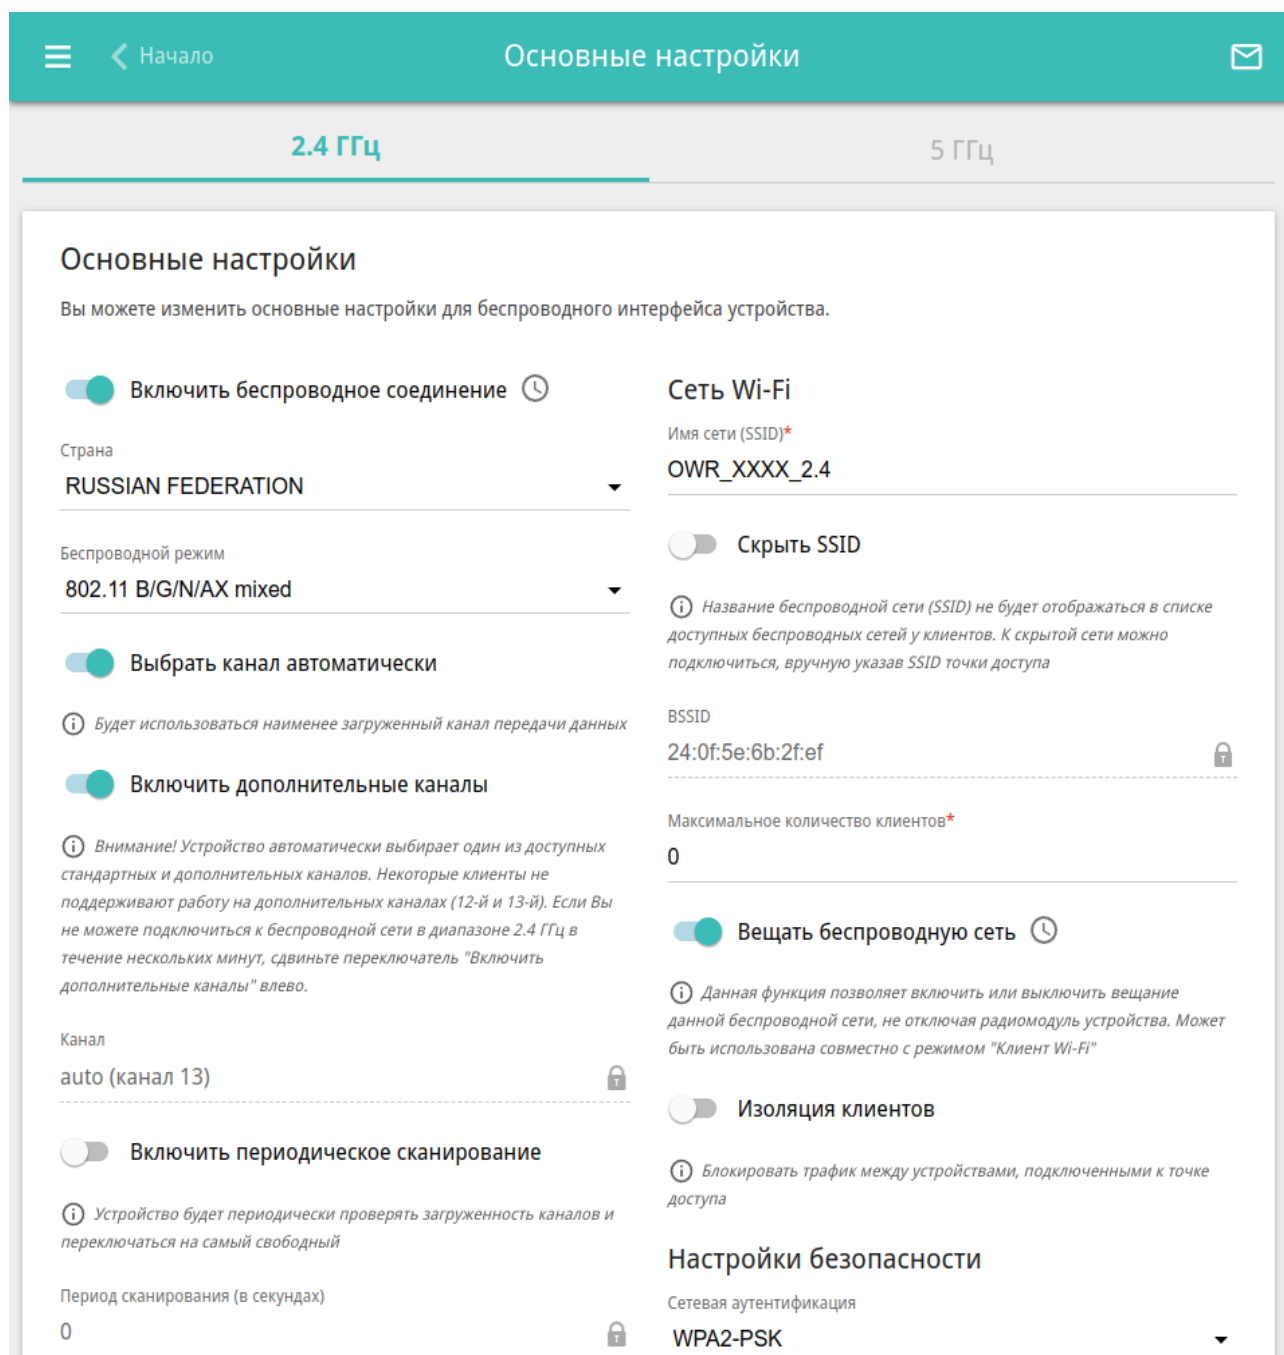 Начало
Основные настройки
2.4 ГГц
5 ГГц
Основные настройки
Вы можете изменить основные настройки для беспроводного интерфейса устройства.
Включить беспроводное соединение
Страна
RUSSIAN FEDERATION
Беспроводной режим
802.11 B/G/N/AX mixed
Выбрать канал автоматически
Будет использоваться наименее загруженный канал передачи данных
Включить дополнительные каналы
Внимание! Устройство автоматически выбирает один из доступных
стандартных и дополнительных каналов. Некоторые клиенты не
поддерживают работу на дополнительных каналах (12-й и 13-й). Если Вы
не можете подключиться к беспроводной сети в диапазоне 2.4 ГГц в
течение нескольких минут, сдвиньте переключатель "Включить
дополнительные каналы" влево.
Канал
auto (канал 13)
Включить периодическое сканирование
Устройство будет периодически проверять загруженность каналов и
переключаться на самый свободный
Период сканирования (в секундах)
0
Сеть Wi-Fi
Имя сети (SSID)*
OWR_XXXX_2.4
Скрыть SSID
Название беспроводной сети (SSID) не будет отображаться в списке
доступных беспроводных сетей у клиентов. К скрытой сети можно
подключиться, вручную указав SSID точки доступа
BSSID
24:0f:5e:6b:2f:ef
Максимальное количество клиентов*
0
Вещать беспроводную сеть
Данная функция позволяет включить или выключить вещание
данной беспроводной сети, не отключая радиомодуль устройства. Может
быть использована совместно с режимом "Клиент Wi-Fi"
Изоляция клиентов
Блокировать трафик между устройствами, подключенными к точке
доступа
Настройки безопасности
Сетевая аутентификация
WPA2-PSK